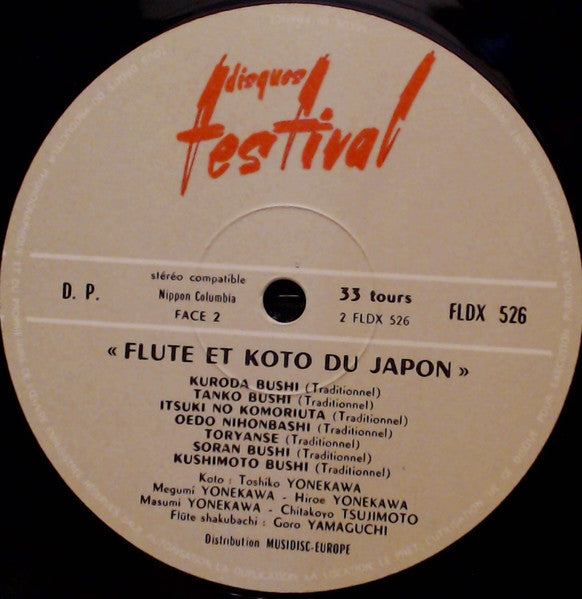 disques
festival
D. P.
stéréo compatible
Nippon Columbia
FACE 2
33 tours
2 FLDX 526
FLDX 526
« FLUTE ET KOTO DU JAPON »
KURODA BUSHI (Traditionnel)
TANKO BUSHI (Traditionnel)
ITSUKI NO KOMORIUTA (Traditionnel)
OEDO NIHONBASHI (Traditionnel)
TORYANSE (Traditionnel)
SORAN BUSHI (Traditionnel)
KUSHIMOTO BUSHI (Traditionnel)
Koto : Toshiko YONEKAWA
Megumi YONEKAWA - Hiroe YONEKAWA
Masumi YONEKAWA - Chitakoyo TSUJIMOTO
Flûte shakubachi : Goro YAMAGUCHI
Distribution MUSIDISC-EUROPE